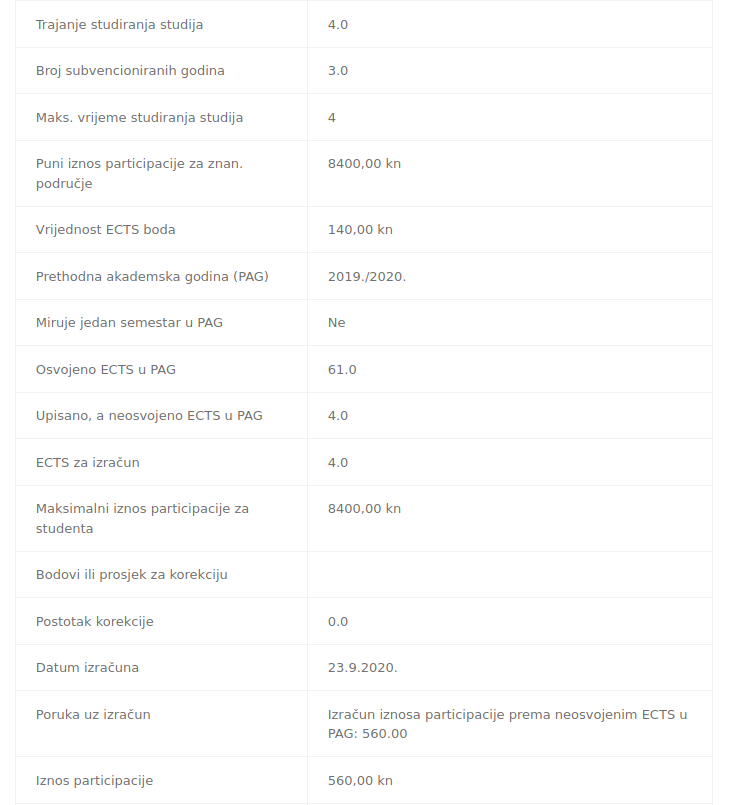 Trajanje studiranja studija 4.0
Broj subvencioniranih godina 3.0
Maks. vrijeme studiranja studija 4
Puni iznos participacije za znan. 8400,00 kn
područje
Vrijednost ECTS boda 140,00 kn
Prethodna akademska godina (PAG) 2019./2020.
Miruje jedan semestar u PAG Ne
Osvojeno ECTS u PAG 61.0
Upisano, a neosvojeno ECTS u PAG 4.0
ECTS za izračun 4.0
Maksimalni iznos participacije za 8400,00 kn
studenta
Bodovi ili prosjek za korekciju
Postotak korekcije 0.0
Datum izračuna 23.9.2020.
Poruka uz izračun Izračun iznosa participacije prema neosvojenim ECTS u
PAG: 560.00
Iznos participacije 560,00 kn